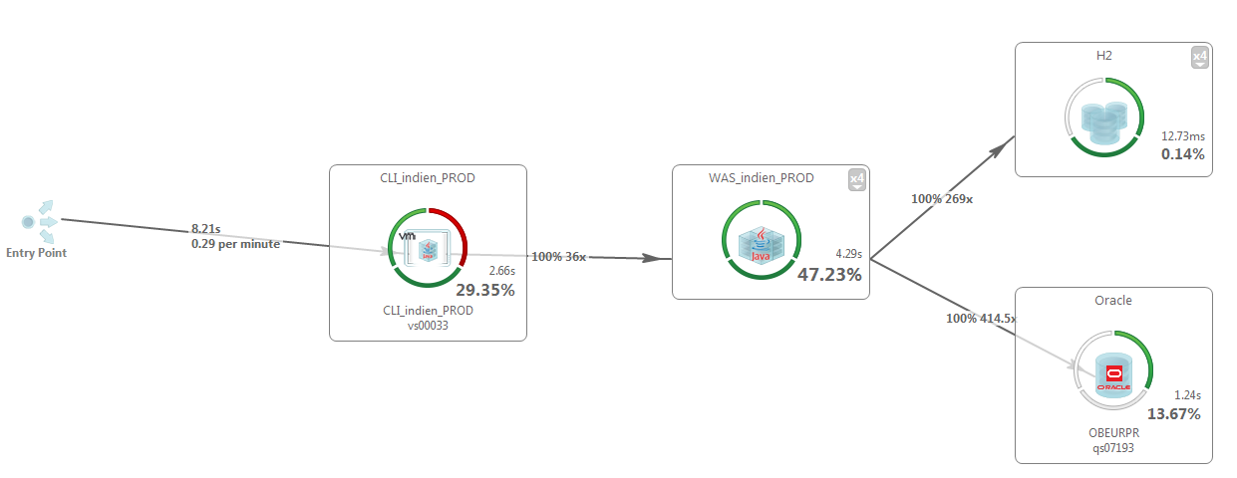 Entry Point
8.21s
0.29 per minute
CLI_indien_PROD
vm
2.66s
29.35%
CLI_indien_PROD
vs00033
100% 36x
WAS_indien_PROD
x4
Java
4.29s
47.23%
100% 269x
H2
x4
12.73ms
0.14%
100% 414.5x
Oracle
ORACLE
1.24s
13.67%
OBEURPR
qs07193